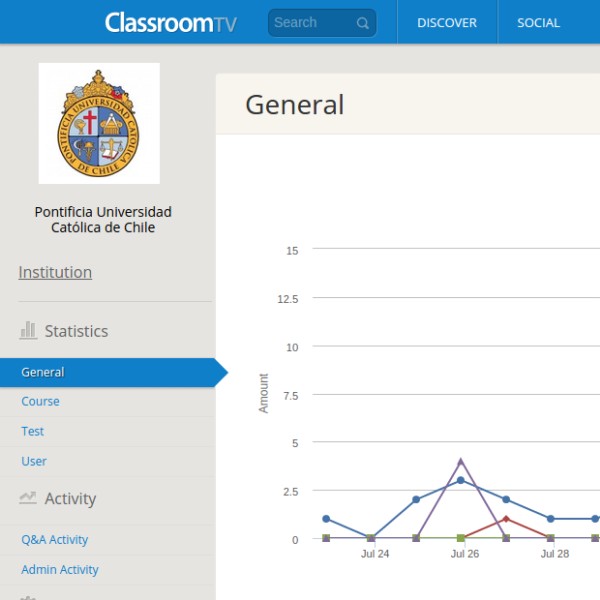 ClassroomTV
Search
DISCOVER
SOCIAL
PONTIFICIA UNIVERSIDAD CATOLICA DE CHILE
Pontificia Universidad
Católica de Chile
Institution
Statistics
General
Course
Test
User
Activity
Q&A Activity
Admin Activity
General
Amount
15
12.5
10
7.5
5
2.5
0
Jul 24
Jul 26
Jul 28